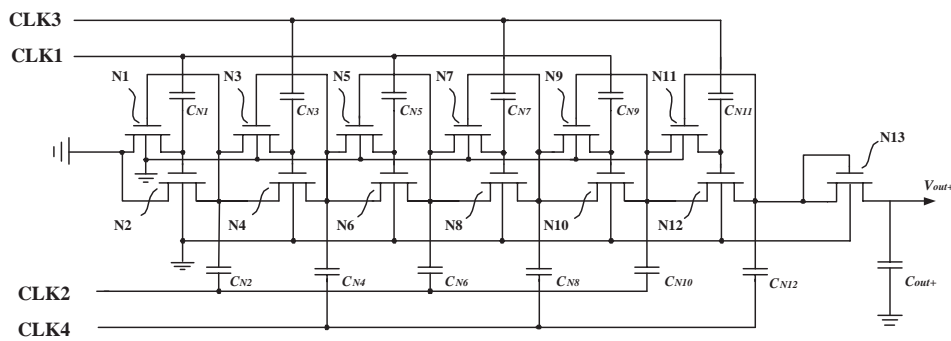 CLK3
CLK1
N1 N3 N5 N7 N9 N11
CN1 CN3 CN5 CN7 CN9 CN11
N13
Vout+
N2 N4 N6 N8 N10 N12
CN2 CN4 CN6 CN8 CN10 CN12 Cout+
CLK2
CLK4